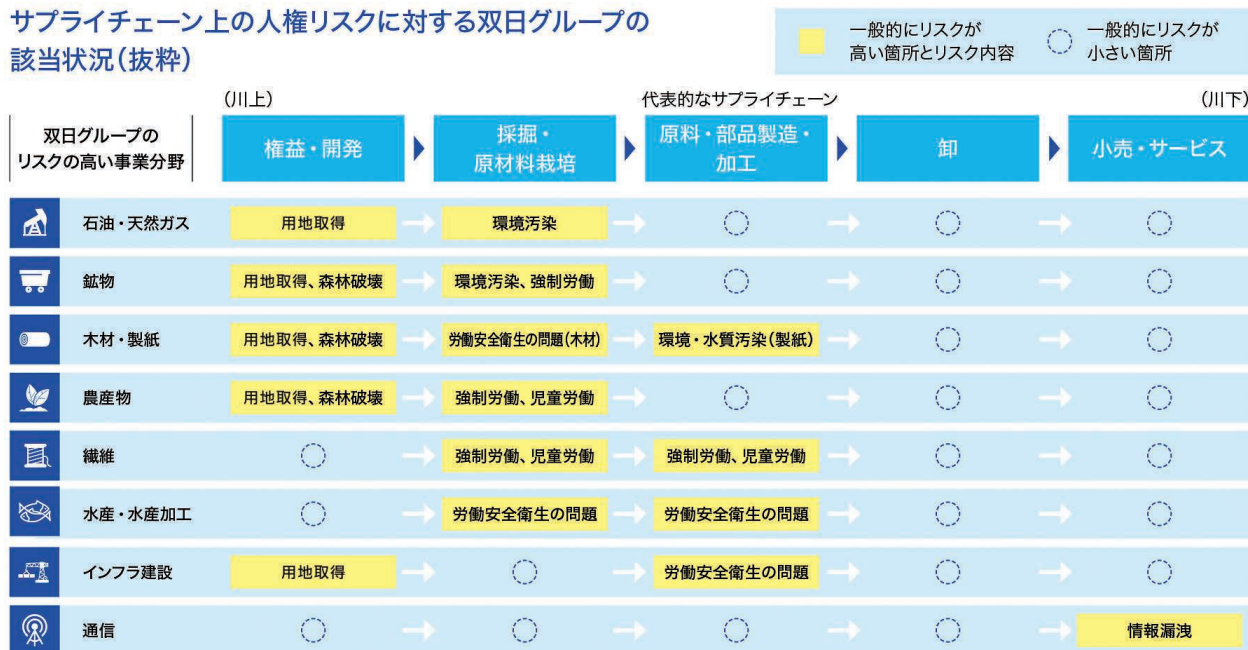 サプライチェーン上の人権リスクに対する双日グループの
該当状況(抜粋)
一般的にリスクが
高い箇所とリスク内容
一般的にリスクが
小さい箇所
(川上)
代表的なサプライチェーン
(川下)
双日グループの
リスクの高い事業分野
権益・開発
採掘・
原材料栽培
原料・部品製造・
加工
卸
小売・サービス
石油・天然ガス
用地取得
環境汚染
鉱物
用地取得、森林破壊
環境汚染、強制労働
木材・製紙
用地取得、森林破壊
労働安全衛生の問題(木材)
環境・水質汚染(製紙)
農産物
用地取得、森林破壊
強制労働、児童労働
繊維
強制労働、児童労働
強制労働、児童労働
水産・水産加工
労働安全衛生の問題
労働安全衛生の問題
インフラ建設
用地取得
労働安全衛生の問題
通信
情報漏洩